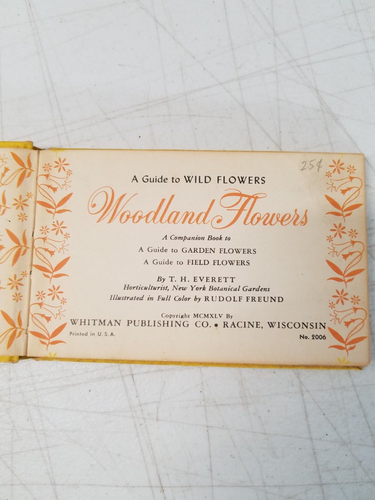 25¢
A Guide to WILD FLOWERS
Woodland Flowers
A Companion Book to
A Guide to GARDEN FLOWERS
A Guide to FIELD FLOWERS
By T. H. EVERETT
Horticulturist, New York Botanical Gardens
Illustrated in Full Color by RUDOLF FREUND
Copyright MCMXLV By
WHITMAN PUBLISHING CO. • RACINE, WISCONSIN
Printed in U.S.A. No. 2006